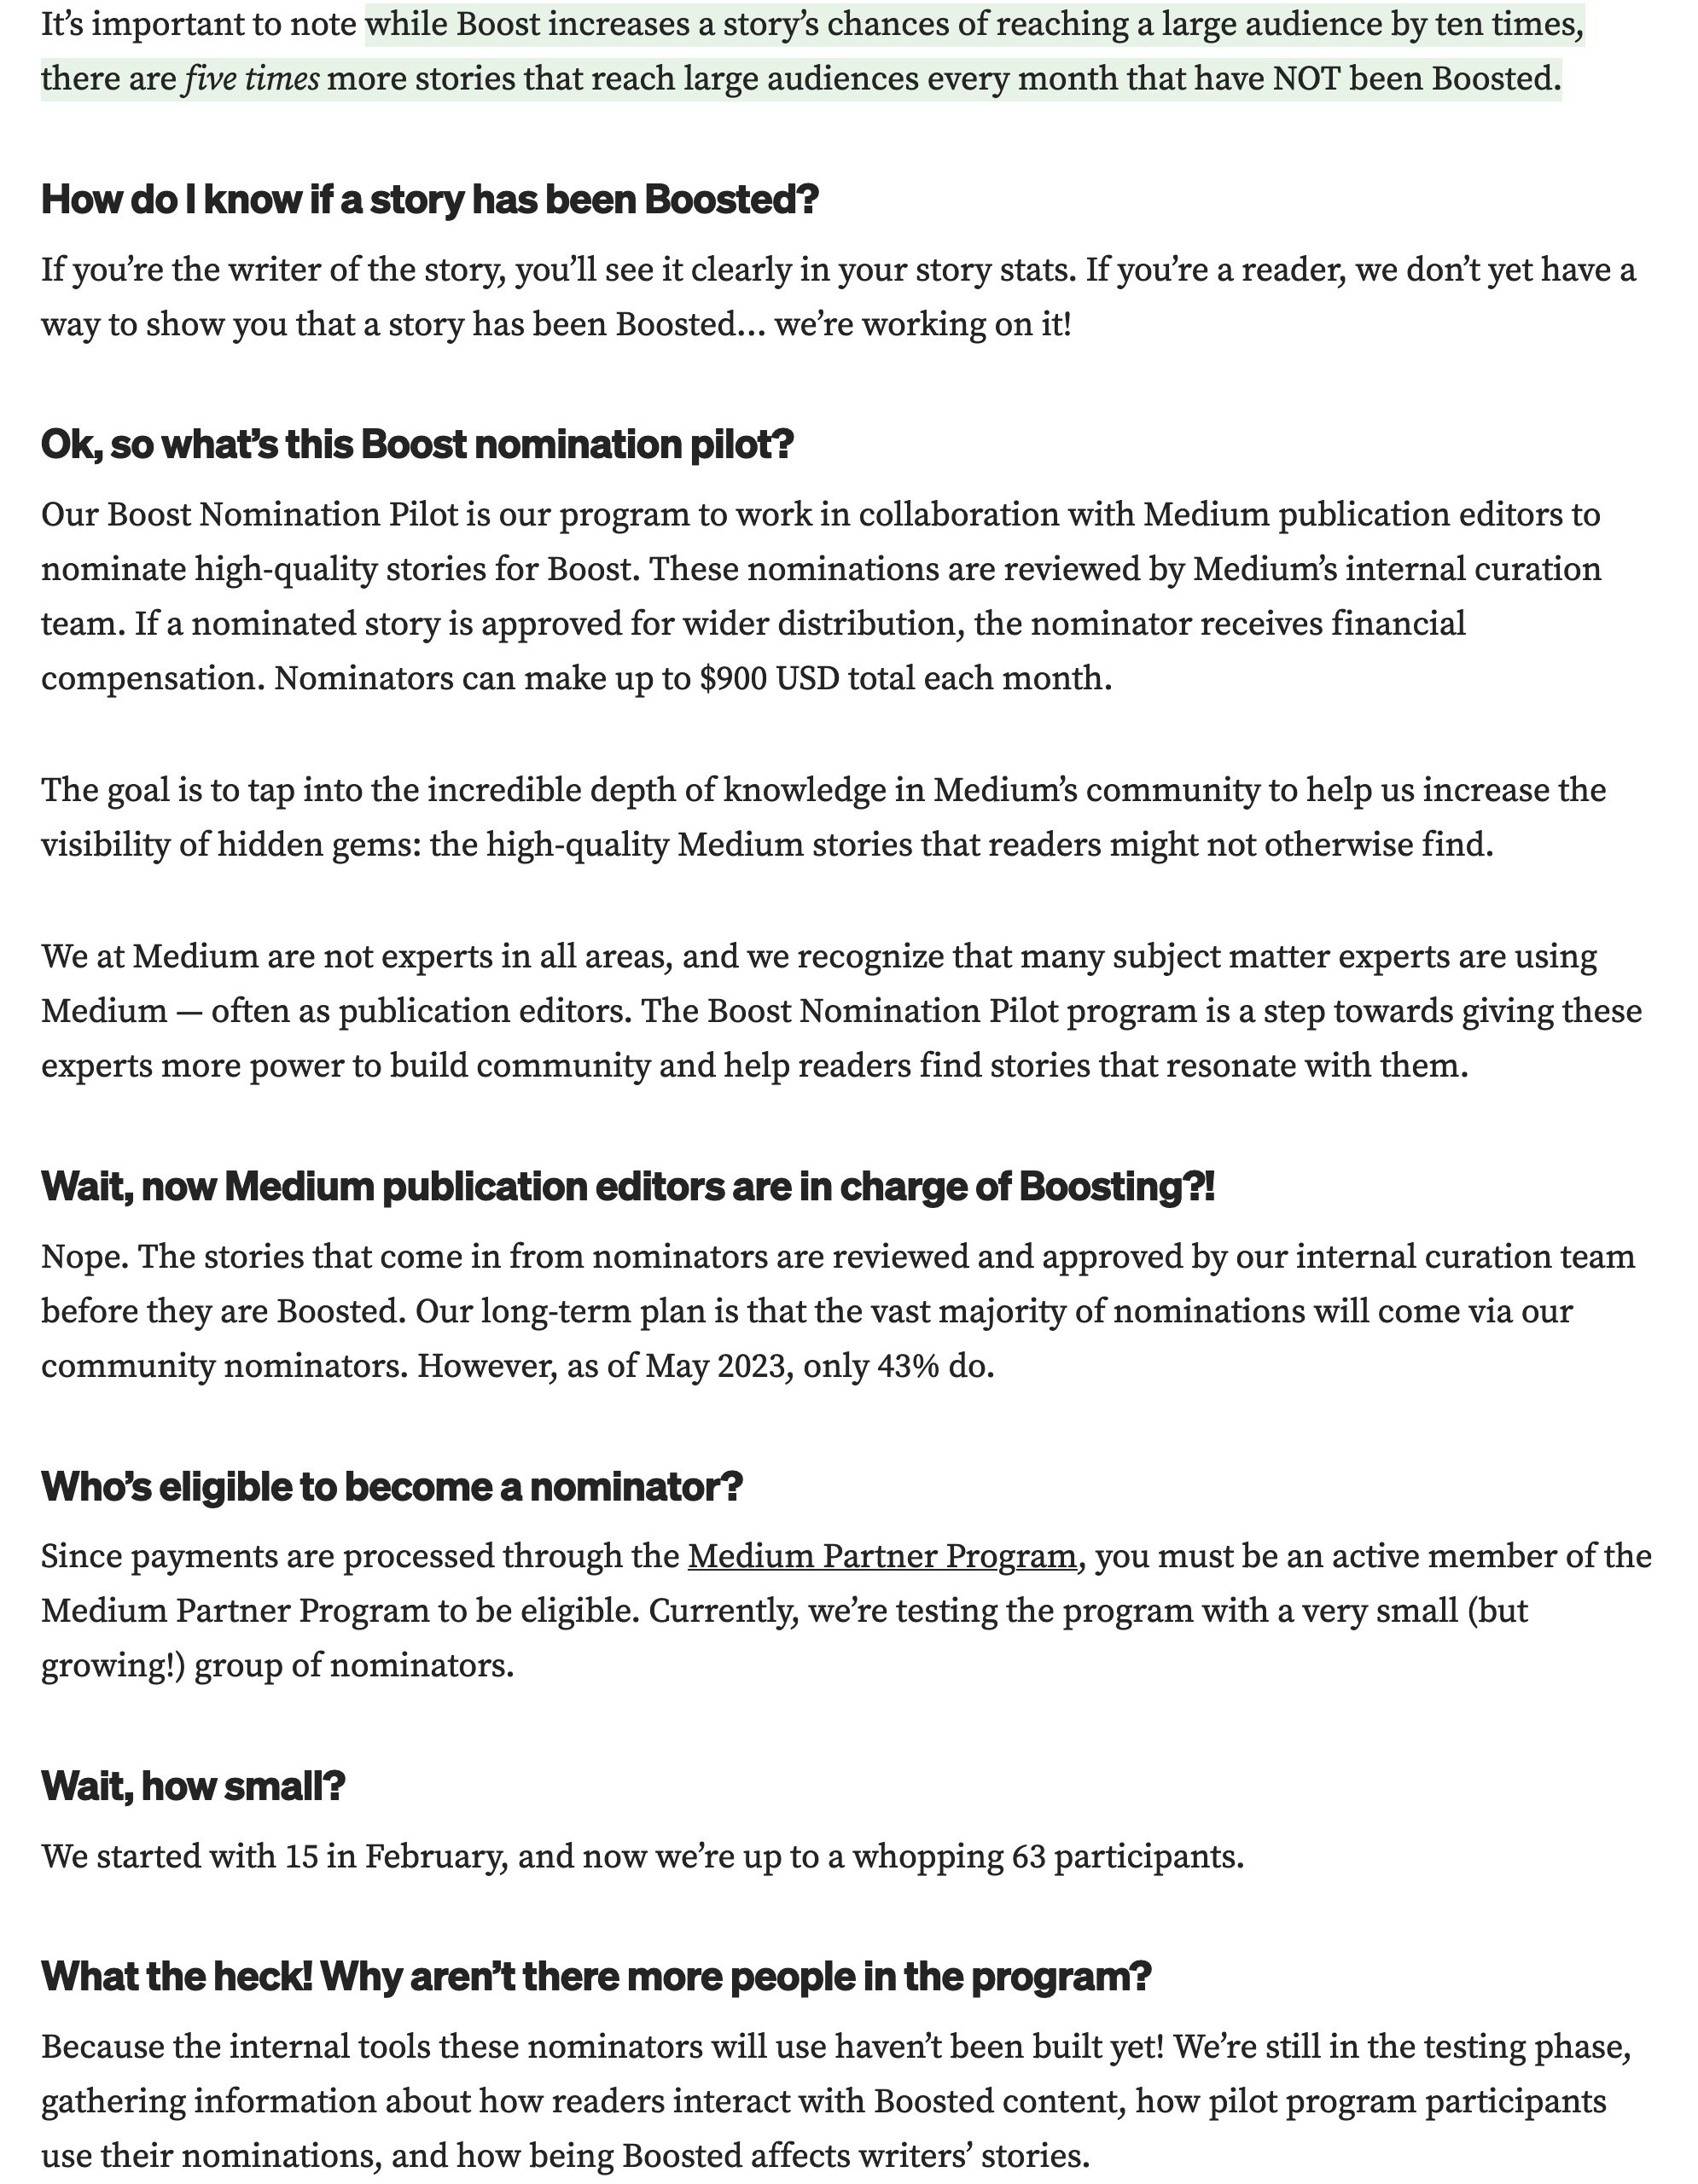 It’s important to note while Boost increases a story’s chances of reaching a large audience by ten times,
there are five times more stories that reach large audiences every month that have NOT been Boosted.
How do I know if a story has been Boosted?
If you’re the writer of the story, you’ll see it clearly in your story stats. If you’re a reader, we don’t yet have a
way to show you that a story has been Boosted… we’re working on it!
Ok, so what’s this Boost nomination pilot?
Our Boost Nomination Pilot is our program to work in collaboration with Medium publication editors to
nominate high-quality stories for Boost. These nominations are reviewed by Medium’s internal curation
team. If a nominated story is approved for wider distribution, the nominator receives financial
compensation. Nominators can make up to $900 USD total each month.
The goal is to tap into the incredible depth of knowledge in Medium’s community to help us increase the
visibility of hidden gems: the high-quality Medium stories that readers might not otherwise find.
We at Medium are not experts in all areas, and we recognize that many subject matter experts are using
Medium — often as publication editors. The Boost Nomination Pilot program is a step towards giving these
experts more power to build community and help readers find stories that resonate with them.
Wait, now Medium publication editors are in charge of Boosting?!
Nope. The stories that come in from nominators are reviewed and approved by our internal curation team
before they are Boosted. Our long-term plan is that the vast majority of nominations will come via our
community nominators. However, as of May 2023, only 43% do.
Who’s eligible to become a nominator?
Since payments are processed through the Medium Partner Program, you must be an active member of the
Medium Partner Program to be eligible. Currently, we’re testing the program with a very small (but
growing!) group of nominators.
Wait, how small?
We started with 15 in February, and now we’re up to a whopping 63 participants.
What the heck! Why aren’t there more people in the program?
Because the internal tools these nominators will use haven’t been built yet! We’re still in the testing phase,
gathering information about how readers interact with Boosted content, how pilot program participants
use their nominations, and how being Boosted affects writers’ stories.